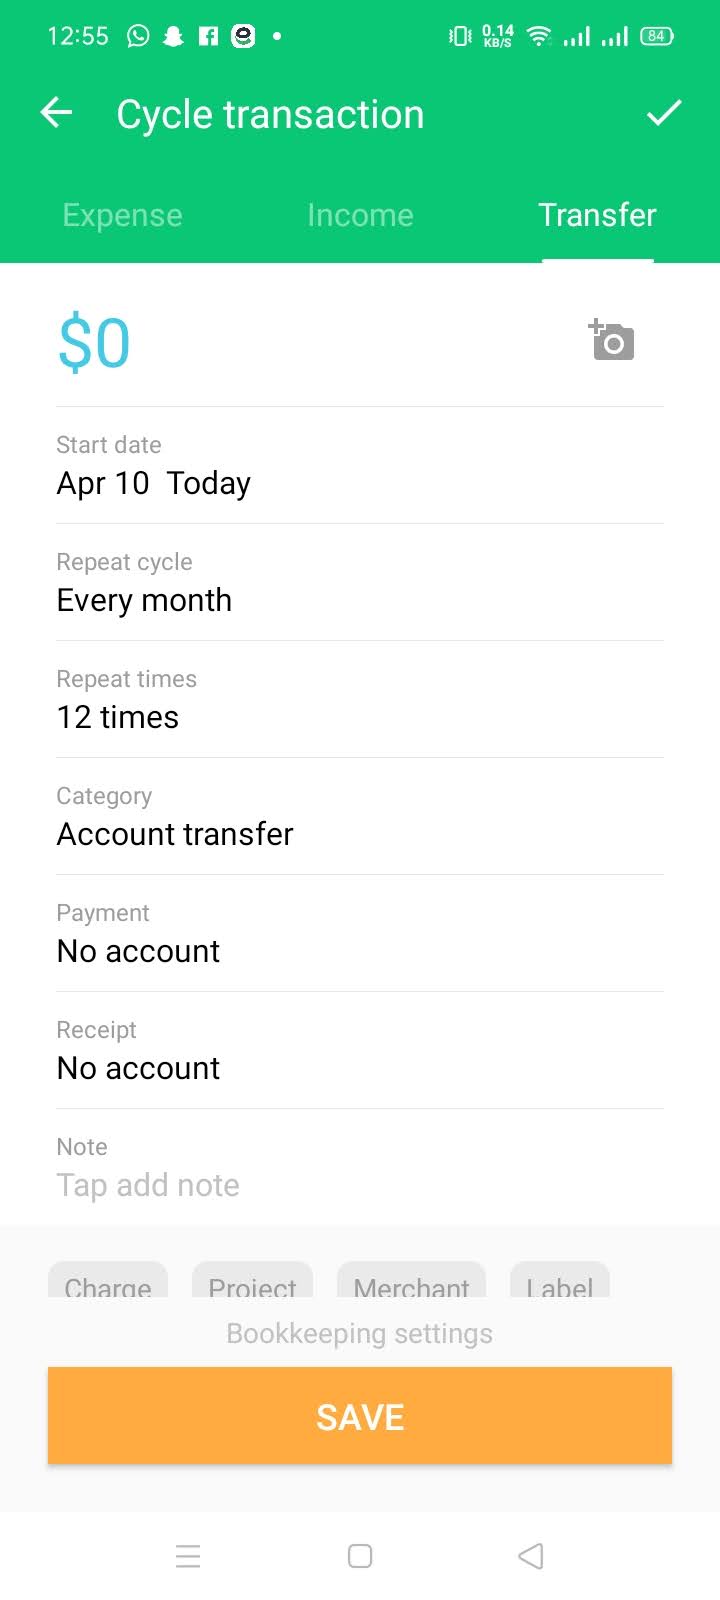 12:55 0.14 KB/S 84
Cycle transaction
Expense Income Transfer
$0
Start date
Apr 10 Today
Repeat cycle
Every month
Repeat times
12 times
Category
Account transfer
Payment
No account
Receipt
No account
Note
Tap add note
Charge Project Merchant Label
Bookkeeping settings
SAVE